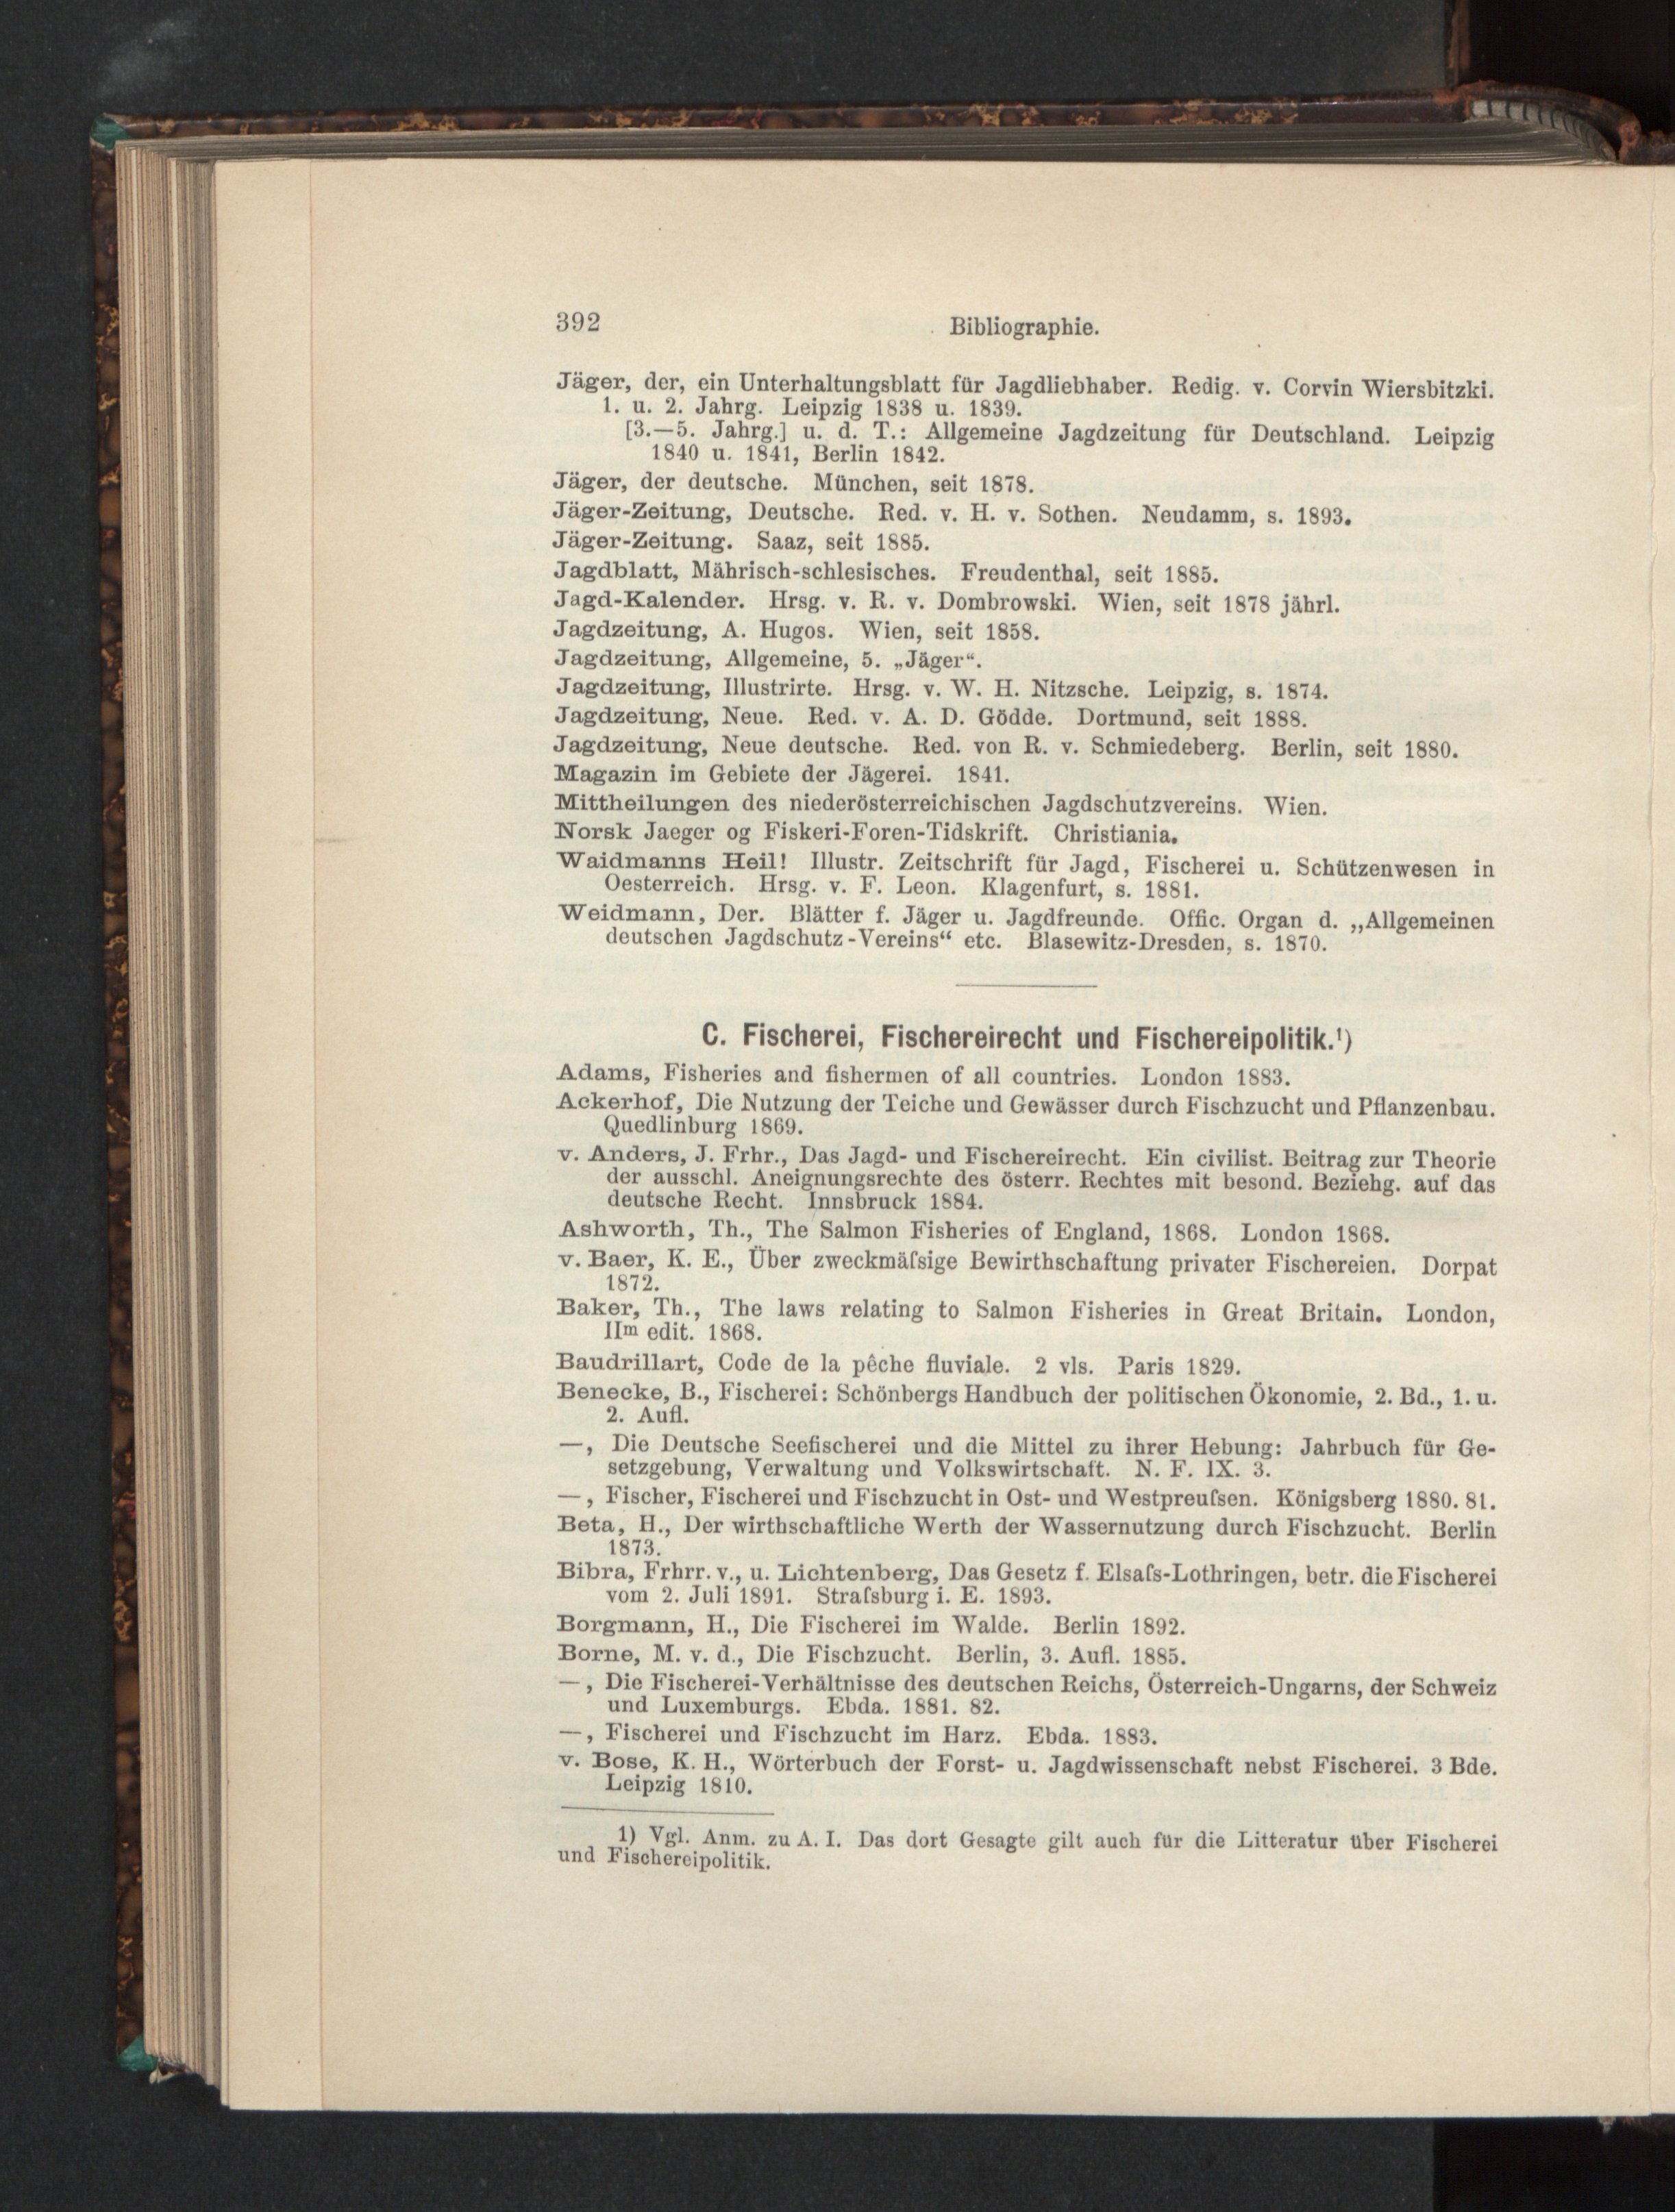 392
Bibliographie.
Jäger, der, ein Unterhaltungsblatt für Jagdliebhaber. Redig. v. Corvin Wiersbitzki.
1. u. 2. Jahrg. Leipzig 1838 u. 1839.
[3.—5. Jahrg.] u. d. T.: Allgemeine Jagdzeitung für Deutschland. Leipzig
1840 u. 1841, Berlin 1842.
Jäger, der deutsche. München, seit 1878.
Jäger-Zeitung, Deutsche. Red. v. H. v. Sothen. Neudamm, s. 1893.
Jäger-Zeitung. Saaz, seit 1885.
Jagdblatt, Mährisch-schlesisches. Freudenthal, seit 1885.
Jagd-Kalender. Hrsg. v. R. v. Dombrowski. Wien, seit 1878 jährl.
Jagdzeitung, A. Hugos. Wien, seit 1858.
Jagdzeitung, Allgemeine, 5. „Jäger“.
Jagdzeitung, Illustrirte. Hrsg. v. W. H. Nitzsche. Leipzig, s. 1874.
Jagdzeitung, Neue. Red. v. A. D. Gödde. Dortmund, seit 1888.
Jagdzeitung, Neue deutsche. Red. von R. v. Schmiedeberg. Berlin, seit 1880.
Magazin im Gebiete der Jägerei. 1841.
Mittheilungen des niederösterreichischen Jagdschutzvereins. Wien.
Norsk Jaeger og Fiskeri-Foren-Tidskrift. Christiania.
Waidmanns Heil! Illustr. Zeitschrift für Jagd, Fischerei u. Schützenwesen in
Oesterreich. Hrsg. v. F. Leon. Klagenfurt, s. 1881.
Weidmann, Der. Blätter f. Jäger u. Jagdfreunde. Offic. Organ d. „Allgemeinen
deutschen Jagdschutz-Vereins“ etc. Blasewitz-Dresden, s. 1870.
C. Fischerei, Fischereirecht und Fischereipolitik.¹)
Adams, Fisheries and fishermen of all countries. London 1883.
Ackerhof, Die Nutzung der Teiche und Gewässer durch Fischzucht und Pflanzenbau.
Quedlinburg 1869.
v. Anders, J. Frhr., Das Jagd- und Fischereirecht. Ein civilist. Beitrag zur Theorie
der ausschl. Aneignungsrechte des österr. Rechtes mit besond. Beziehg. auf das
deutsche Recht. Innsbruck 1884.
Ashworth, Th., The Salmon Fisheries of England, 1868. London 1868.
v. Baer, K. E., Über zweckmäſsige Bewirthschaftung privater Fischereien. Dorpat
1872.
Baker, Th., The laws relating to Salmon Fisheries in Great Britain. London,
IIm edit. 1868.
Baudrillart, Code de la pêche fluviale. 2 vls. Paris 1829.
Benecke, B., Fischerei: Schönbergs Handbuch der politischen Ökonomie, 2. Bd., 1. u.
2. Aufl.
—, Die Deutsche Seefischerei und die Mittel zu ihrer Hebung: Jahrbuch für Ge-
setzgebung, Verwaltung und Volkswirtschaft. N. F. IX. 3.
—, Fischer, Fischerei und Fischzucht in Ost- und Westpreuſsen. Königsberg 1880. 81.
Beta, H., Der wirthschaftliche Werth der Wassernutzung durch Fischzucht. Berlin
1873.
Bibra, Frhrr. v., u. Lichtenberg, Das Gesetz f. Elsaſs-Lothringen, betr. die Fischerei
vom 2. Juli 1891. Straſsburg i. E. 1893.
Borgmann, H., Die Fischerei im Walde. Berlin 1892.
Borne, M. v. d., Die Fischzucht. Berlin, 3. Aufl. 1885.
—, Die Fischerei-Verhältnisse des deutschen Reichs, Österreich-Ungarns, der Schweiz
und Luxemburgs. Ebda. 1881. 82.
—, Fischerei und Fischzucht im Harz. Ebda. 1883.
v. Bose, K. H., Wörterbuch der Forst- u. Jagdwissenschaft nebst Fischerei. 3 Bde.
Leipzig 1810.
1) Vgl. Anm. zu A. I. Das dort Gesagte gilt auch für die Litteratur über Fischerei
und Fischereipolitik.